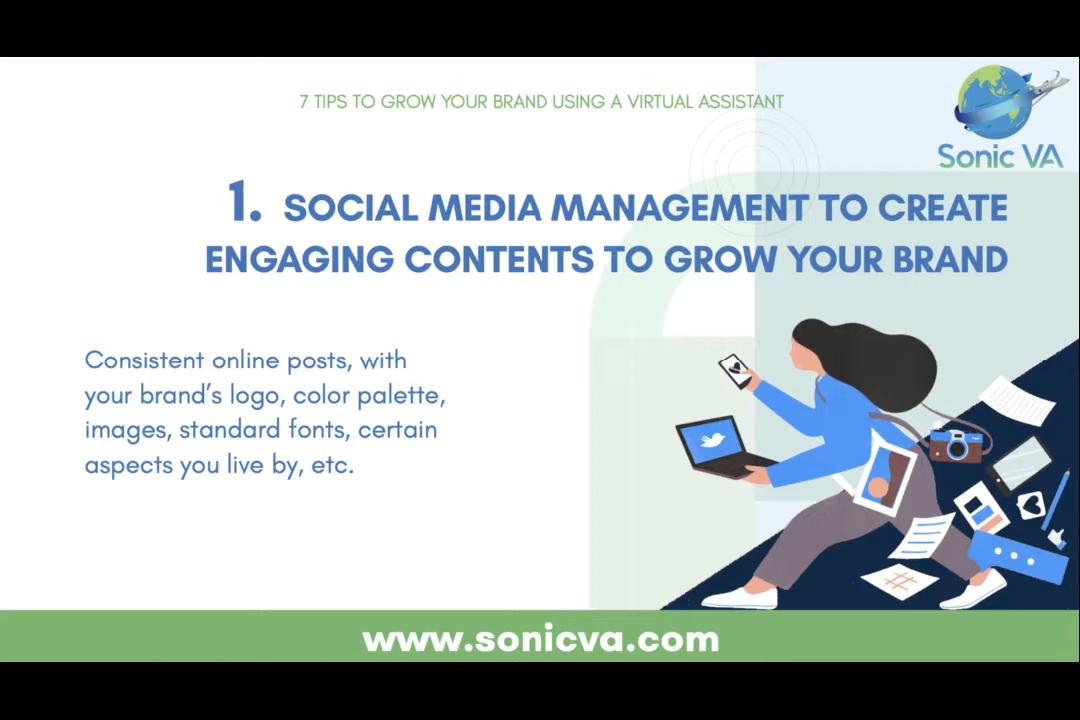 7 TIPS TO GROW YOUR BRAND USING A VIRTUAL ASSISTANT
Sonic VA
1. SOCIAL MEDIA MANAGEMENT TO CREATE
ENGAGING CONTENTS TO GROW YOUR BRAND
Consistent online posts, with
your brand's logo, color palette,
images, standard fonts, certain
aspects you live by, etc.
#
www.sonicva.com